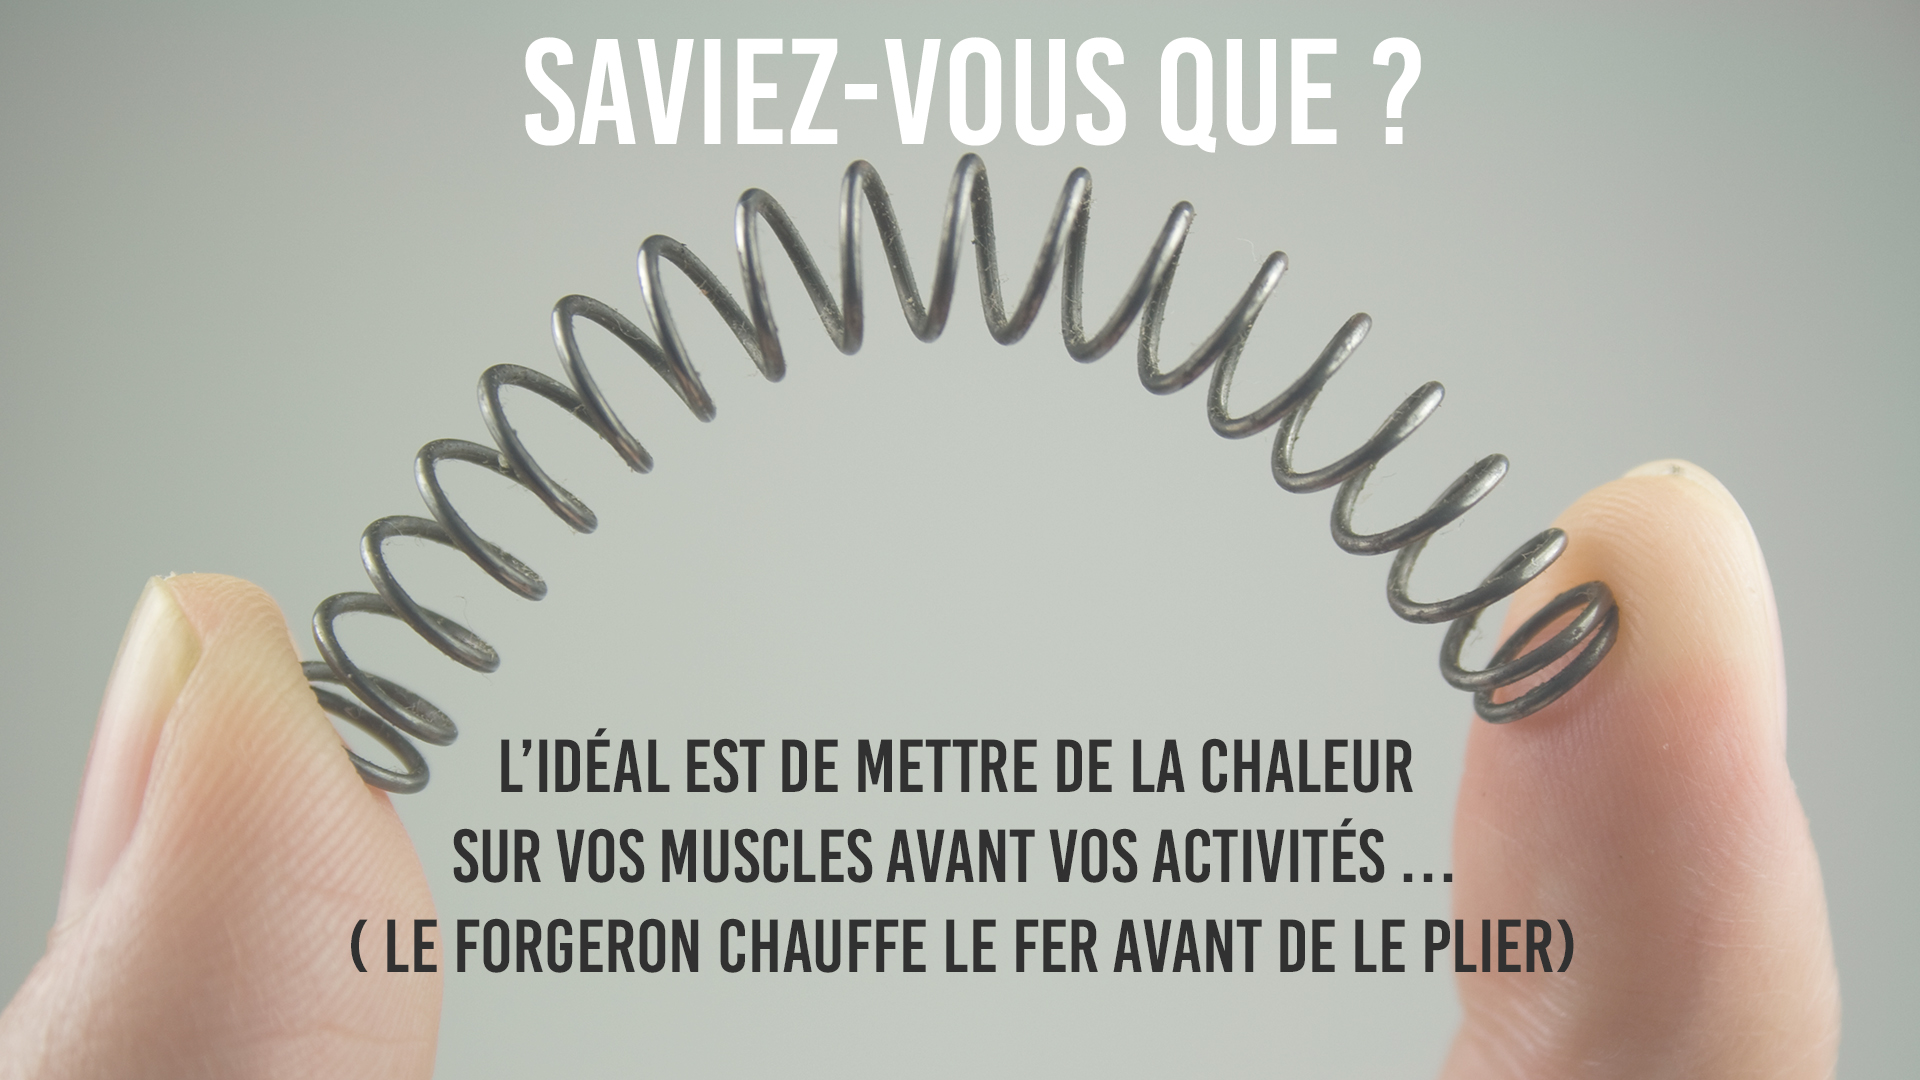 SAVIEZ-VOUS QUE ?
L’IDÉAL EST DE METTRE DE LA CHALEUR
SUR VOS MUSCLES AVANT VOS ACTIVITÉS ...
( LE FORGERON CHAUFFE LE FER AVANT DE LE PLIER)